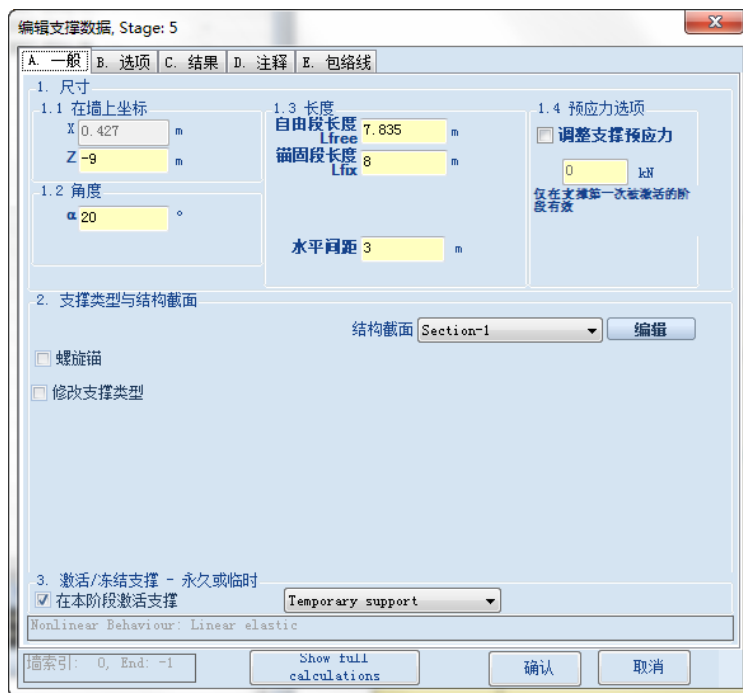 编辑支撑数据, Stage: 5
A. 一般 B. 选项 C. 结果 D. 注释 E. 包络线
1. 尺寸
1.1 在墙上坐标
X 0.427 m
Z -9 m
1.2 角度
α 20 °
1.3 长度
自由段长度 7.835 m
Lfree
锚固段长度 8 m
Lfix
水平间距 3 m
1.4 预应力选项
调整支撑预应力
0 kN
仅在支撑第一次被激活的阶
段有效
2. 支撑类型与结构截面
结构截面 Section-1 编辑
螺旋锚
修改支撑类型
3. 激活/冻结支撑 - 永久或临时
在本阶段激活支撑 Temporary support
Nonlinear Behaviour: Linear elastic
墙索引: 0, End: -1
Show full
calculations
确认 取消